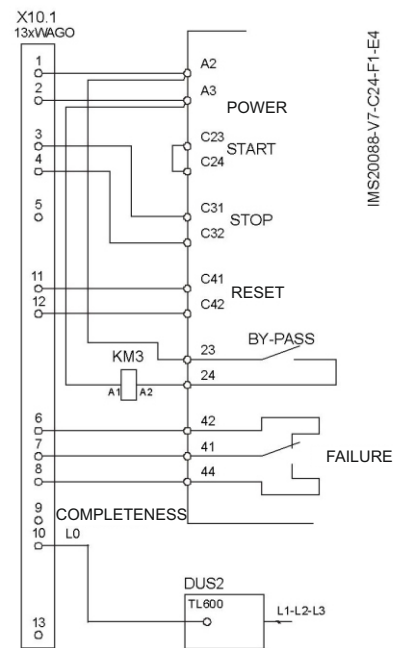 X10.1
13xWAGO
1
A2
2
A3
POWER
3
C23
START
4
C24
5
C31
STOP
C32
11
C41
RESET
12
C42
BY-PASS
23
KM3
24
A1 A2
6
42
7
41
FAILURE
8
44
9
COMPLETENESS
10
L0
DUS2
TL600
L1-L2-L3
13
IMS20088-V7-C24-F1-E4